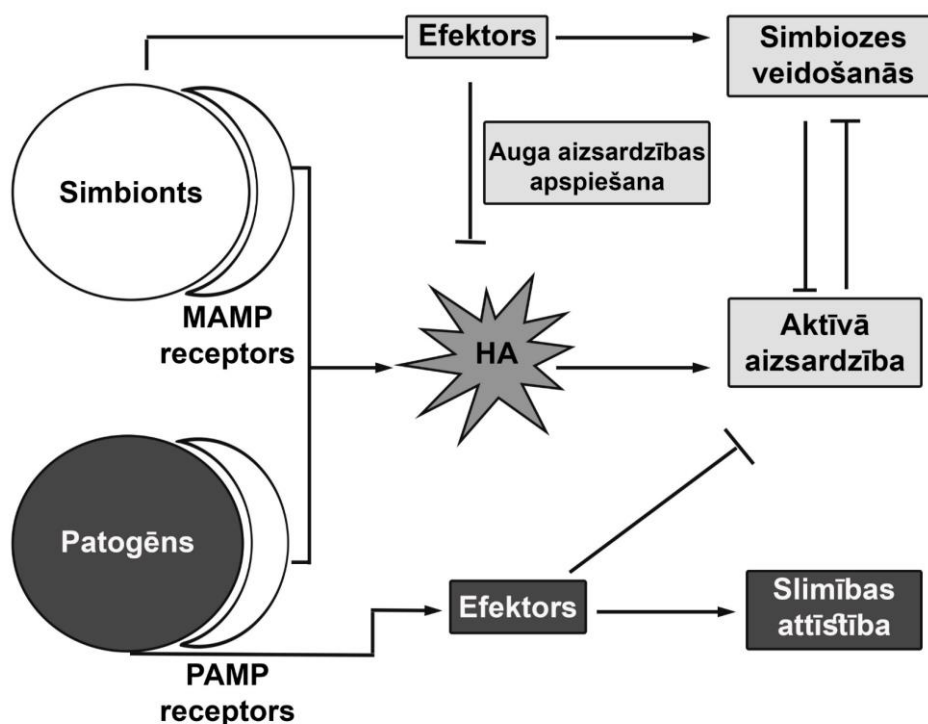 Efektors
Simbiozes
veidošanās
Auga aizsardzības
apspiešana
Simbionts
MAMP
receptors
HA
Aktīvā
aizsardzība
Patogēns
Efektors
Slimības
attīstība
PAMP
receptors